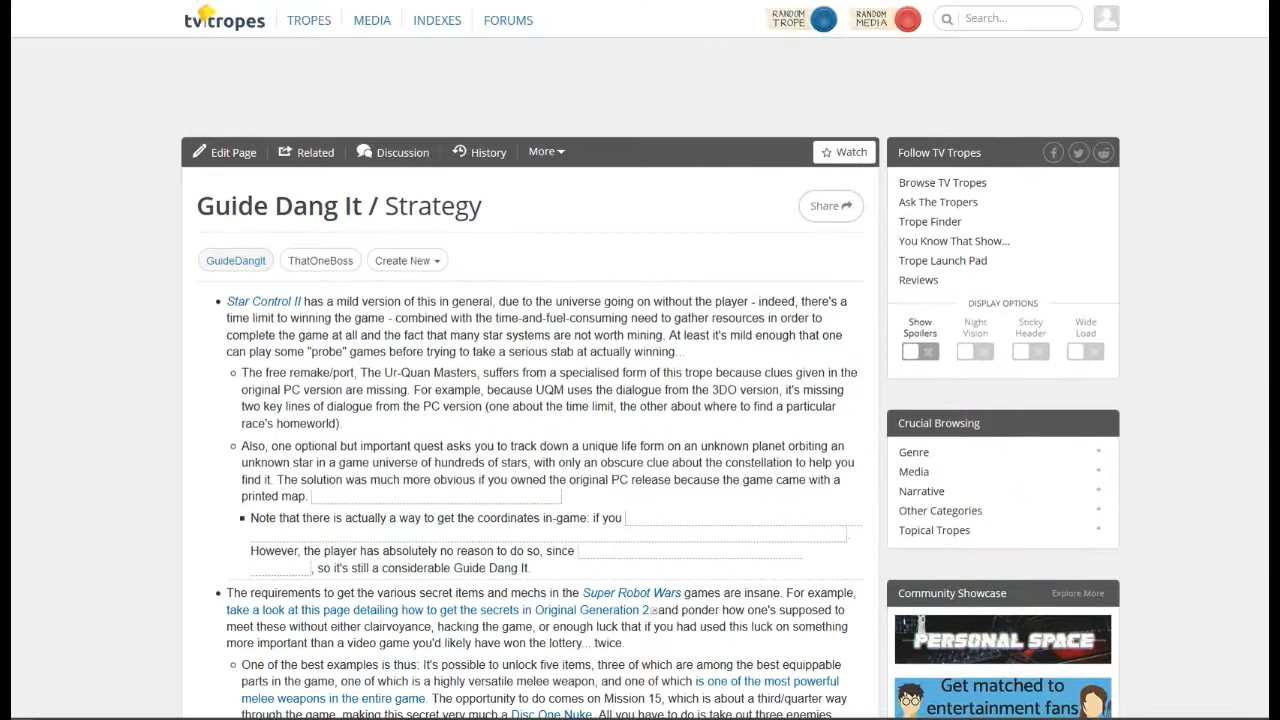 tvtropes TROPES MEDIA INDEXES FORUMS RANDOM TROPE RANDOM MEDIA Search...
Edit Page Related Discussion History More Watch
Guide Dang It / Strategy Share
GuideDangIt ThatOneBoss Create New
Star Control II has a mild version of this in general, due to the universe going on without the player - indeed, there's a
time limit to winning the game - combined with the time-and-fuel-consuming need to gather resources in order to
complete the game at all and the fact that many star systems are not worth mining. At least it's mild enough that one
can play some "probe" games before trying to take a serious stab at actually winning...
The free remake/port, The Ur-Quan Masters, suffers from a specialised form of this trope because clues given in the
original PC version are missing. For example, because UQM uses the dialogue from the 3DO version, it's missing
two key lines of dialogue from the PC version (one about the time limit, the other about where to find a particular
race's homeworld).
Also, one optional but important quest asks you to track down a unique life form on an unknown planet orbiting an
unknown star in a game universe of hundreds of stars, with only an obscure clue about the constellation to help you
find it. The solution was much more obvious if you owned the original PC release because the game came with a
printed map.
Note that there is actually a way to get the coordinates in-game: if you
.
However, the player has absolutely no reason to do so, since
, so it's still a considerable Guide Dang It.
The requirements to get the various secret items and mechs in the Super Robot Wars games are insane. For example,
take a look at this page detailing how to get the secrets in Original Generation 2 and ponder how one's supposed to
meet these without either clairvoyance, hacking the game, or enough luck that if you had used this luck on something
more important than a video game you'd likely have won the lottery... twice.
One of the best examples is thus: It's possible to unlock five items, three of which are among the best equippable
parts in the game, one of which is a highly versatile melee weapon, and one of which is one of the most powerful
melee weapons in the entire game. The opportunity to do comes on Mission 15, which is about a third/quarter way
through the game, making this secret very much a Disc One Nuke. All you have to do is take out three enemies
Follow TV Tropes
Browse TV Tropes
Ask The Tropers
Trope Finder
You Know That Show...
Trope Launch Pad
Reviews
DISPLAY OPTIONS
Show Spoilers Night Vision Sticky Header Wide Load
Crucial Browsing
Genre
Media
Narrative
Other Categories
Topical Tropes
Community Showcase Explore More
PERSONAL SPACE
Get matched to
entertainment fans